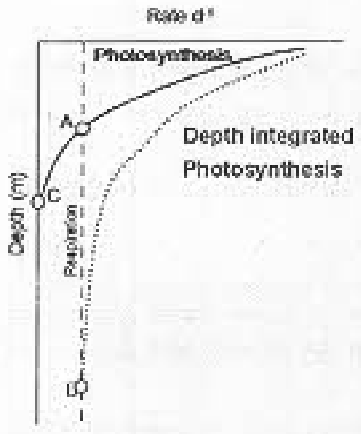 Rate d⁻¹
Photosynthesis
A
Depth integrated
Photosynthesis
C
Depth (m)
Respiration